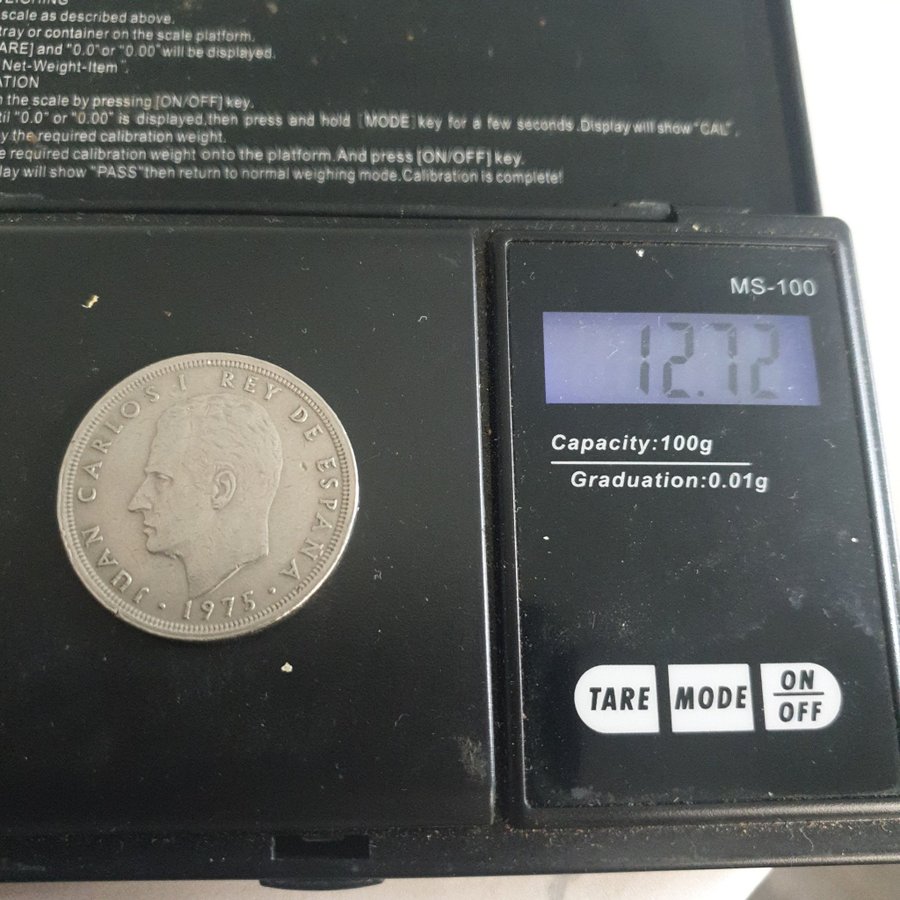 scale as described above.
tray or container on the scale platform.
ARE] and "0.0"or "0.00"will be displayed.
Net-Weight-Item".
ATION
the scale by pressing [ON/OFF] key.
til "0.0" or "0.00" is displayed,then press and hold [MODE] key for a few seconds.Display will show "CAL",
y the required calibration weight.
e required calibration weight onto the platform.And press [ON/OFF] key.
lay will show "PASS"then return to normal weighing mode.Calibration is complete!
MS-100
12.72
Capacity:100g
Graduation:0.01g
JUAN CARLOS I REY DE ESPAÑA
· 1975 ·
TARE MODE ON
OFF